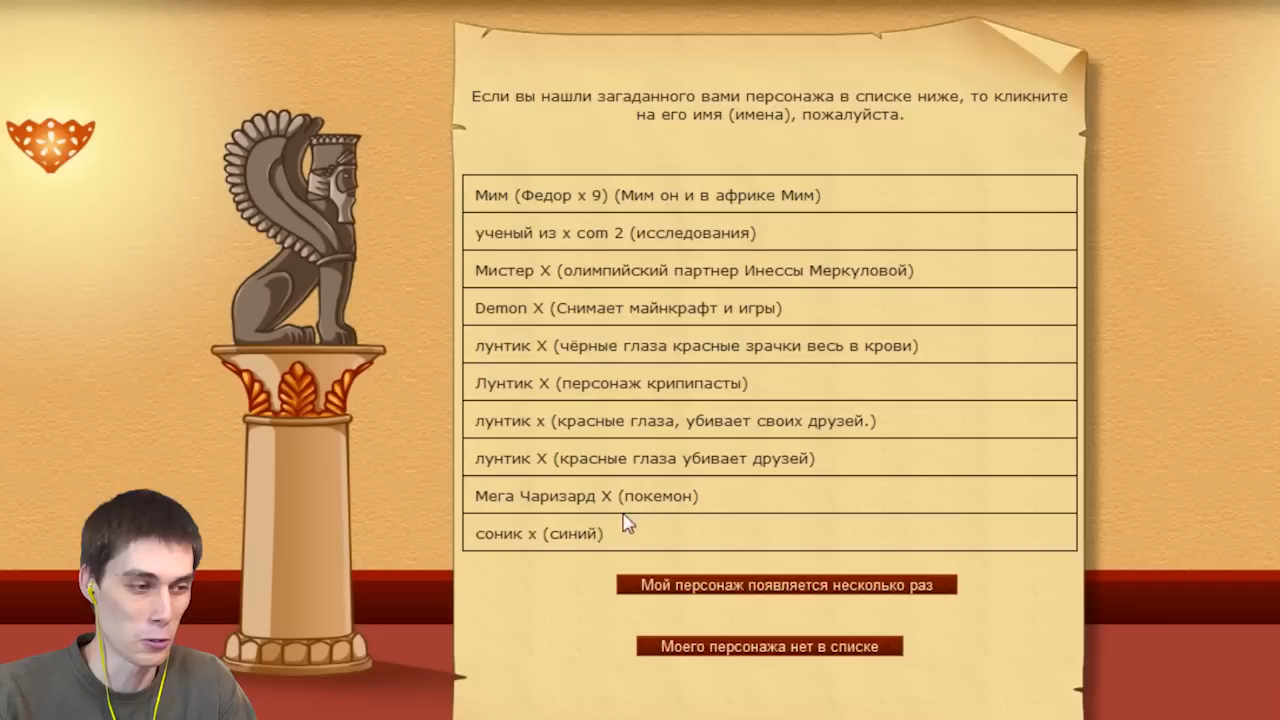 Если вы нашли загаданного вами персонажа в списке ниже, то кликните
на его имя (имена), пожалуйста.
Мим (Федор х 9) (Мим он и в африке Мим)
ученый из x com 2 (исследования)
Мистер Х (олимпийский партнер Инессы Меркуловой)
Demon X (Снимает майнкрафт и игры)
лунтик Х (чёрные глаза красные зрачки весь в крови)
Лунтик Х (персонаж крипипасты)
лунтик х (красные глаза, убивает своих друзей.)
лунтик Х (красные глаза убивает друзей)
Мега Чаризард Х (покемон)
соник х (синий)
Мой персонаж появляется несколько раз
Моего персонажа нет в списке